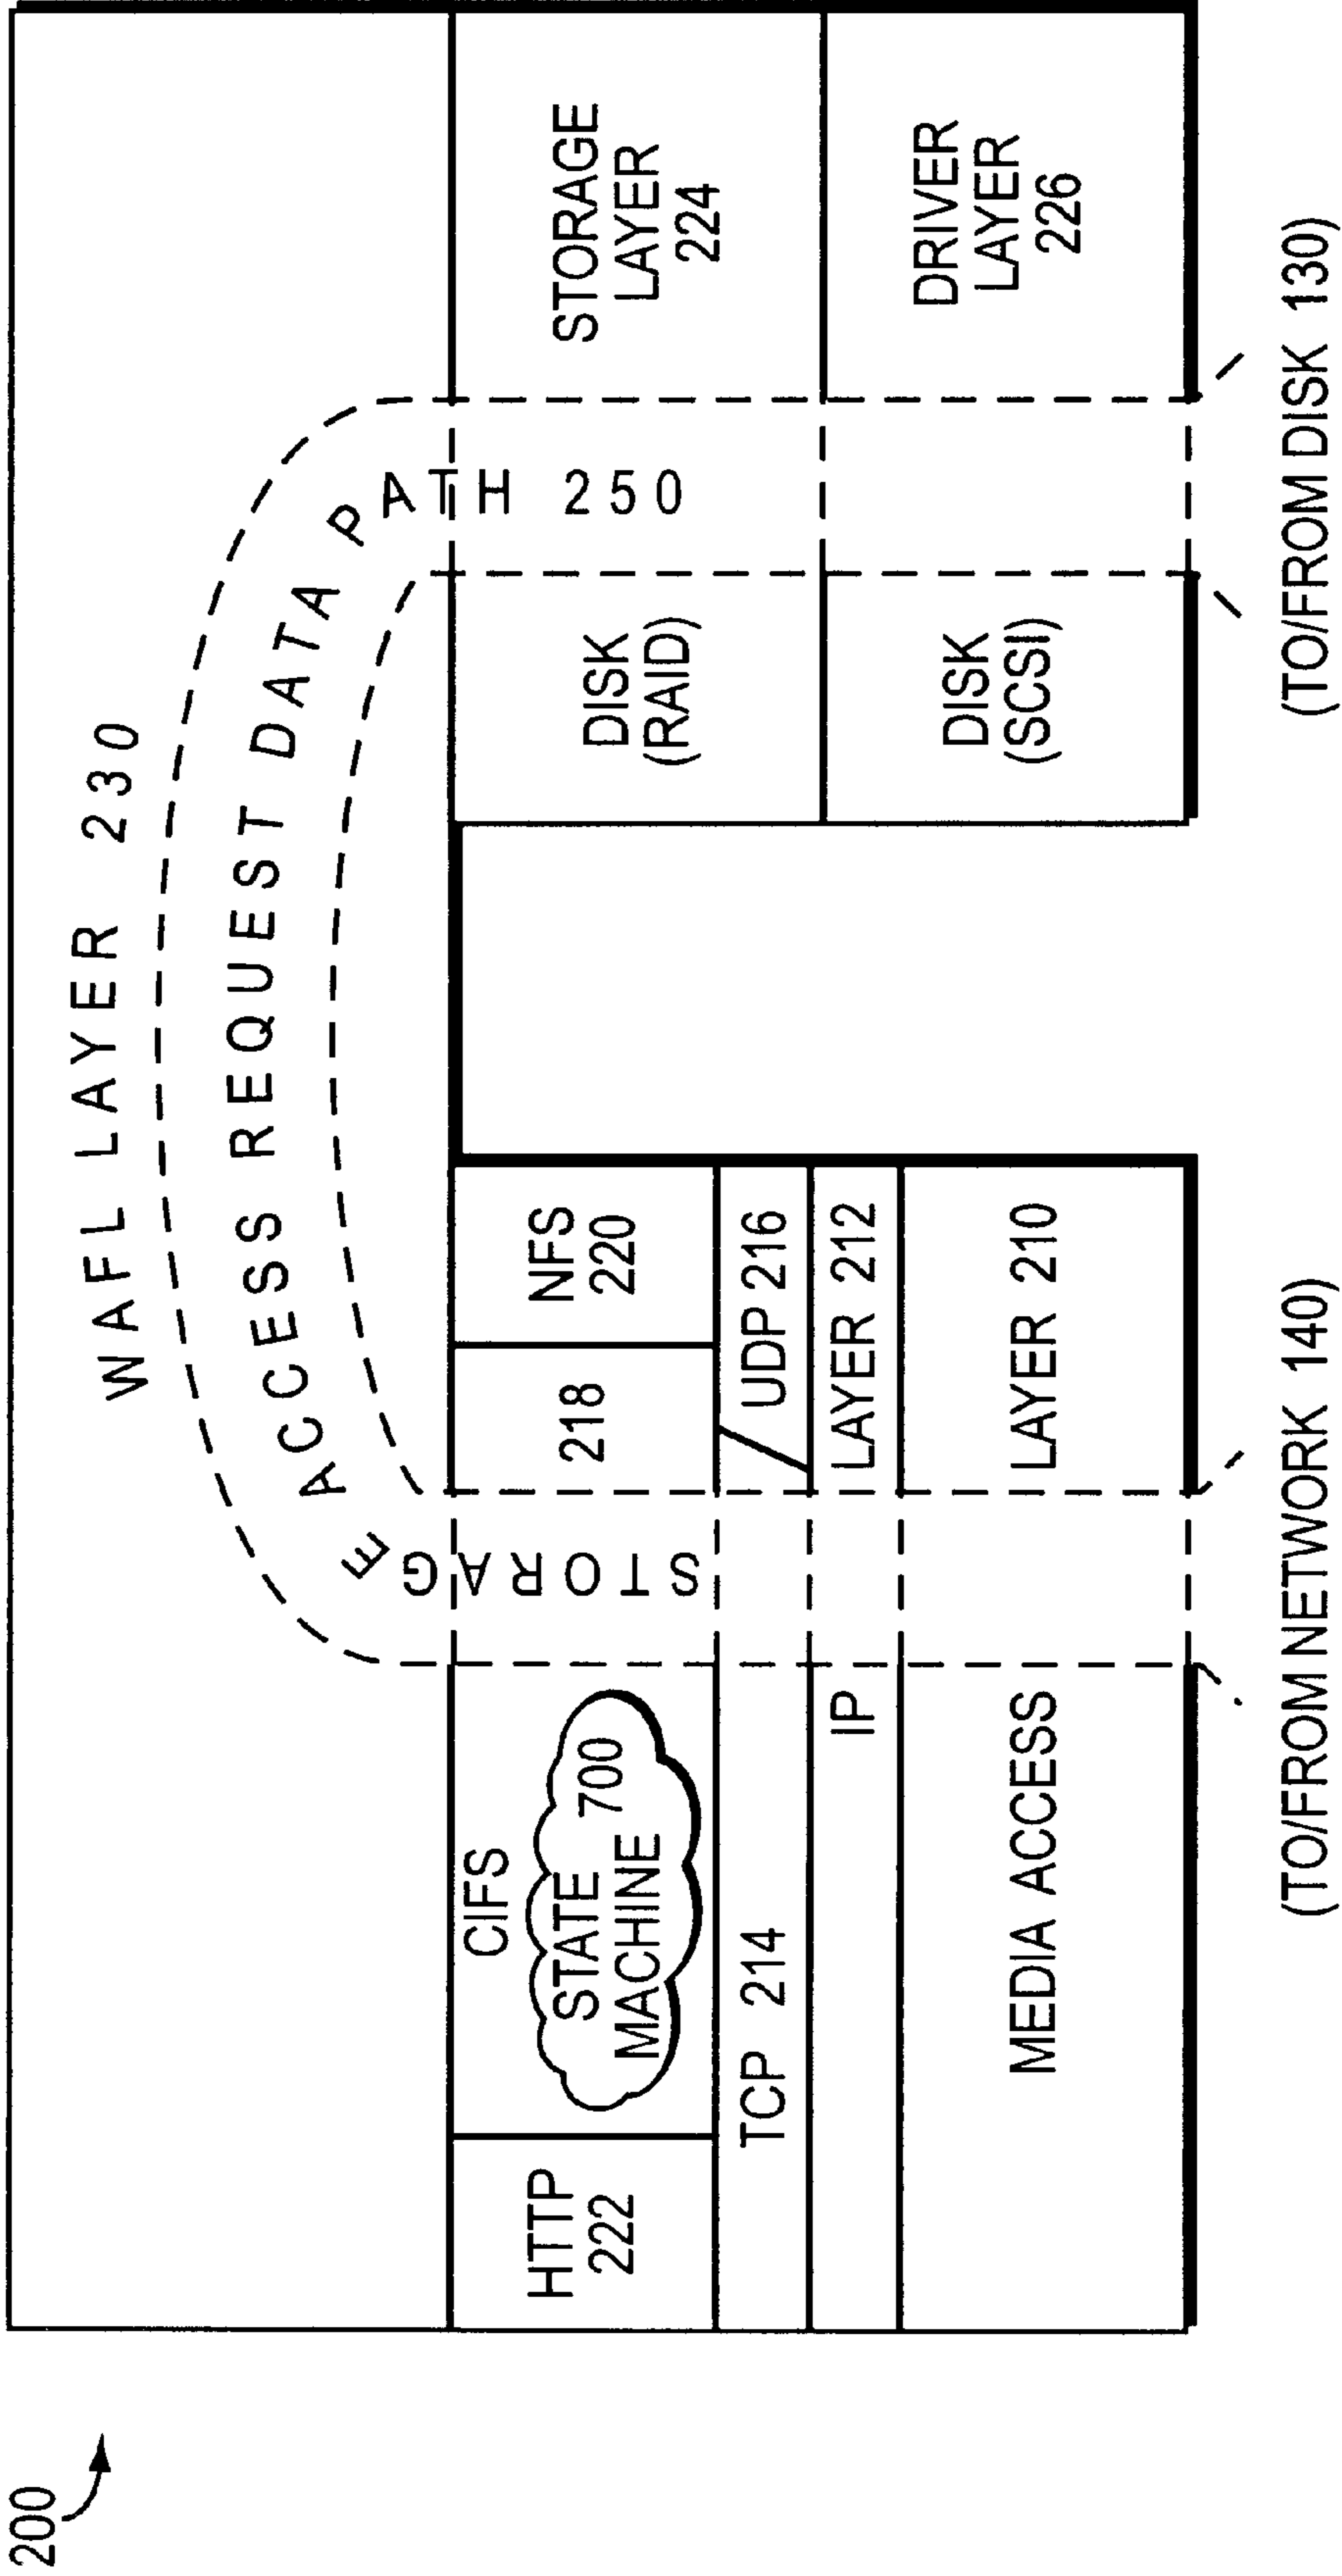 200
WAFL LAYER 230
STORAGE ACCESS REQUEST DATA PATH 250
HTTP
222
CIFS
STATE
MACHINE 700
218
NFS
220
TCP 214
UDP 216
IP
LAYER 212
MEDIA ACCESS
LAYER 210
DISK
(RAID)
STORAGE
LAYER
224
DISK
(SCSI)
DRIVER
LAYER
226
(TO/FROM NETWORK 140)
(TO/FROM DISK 130)